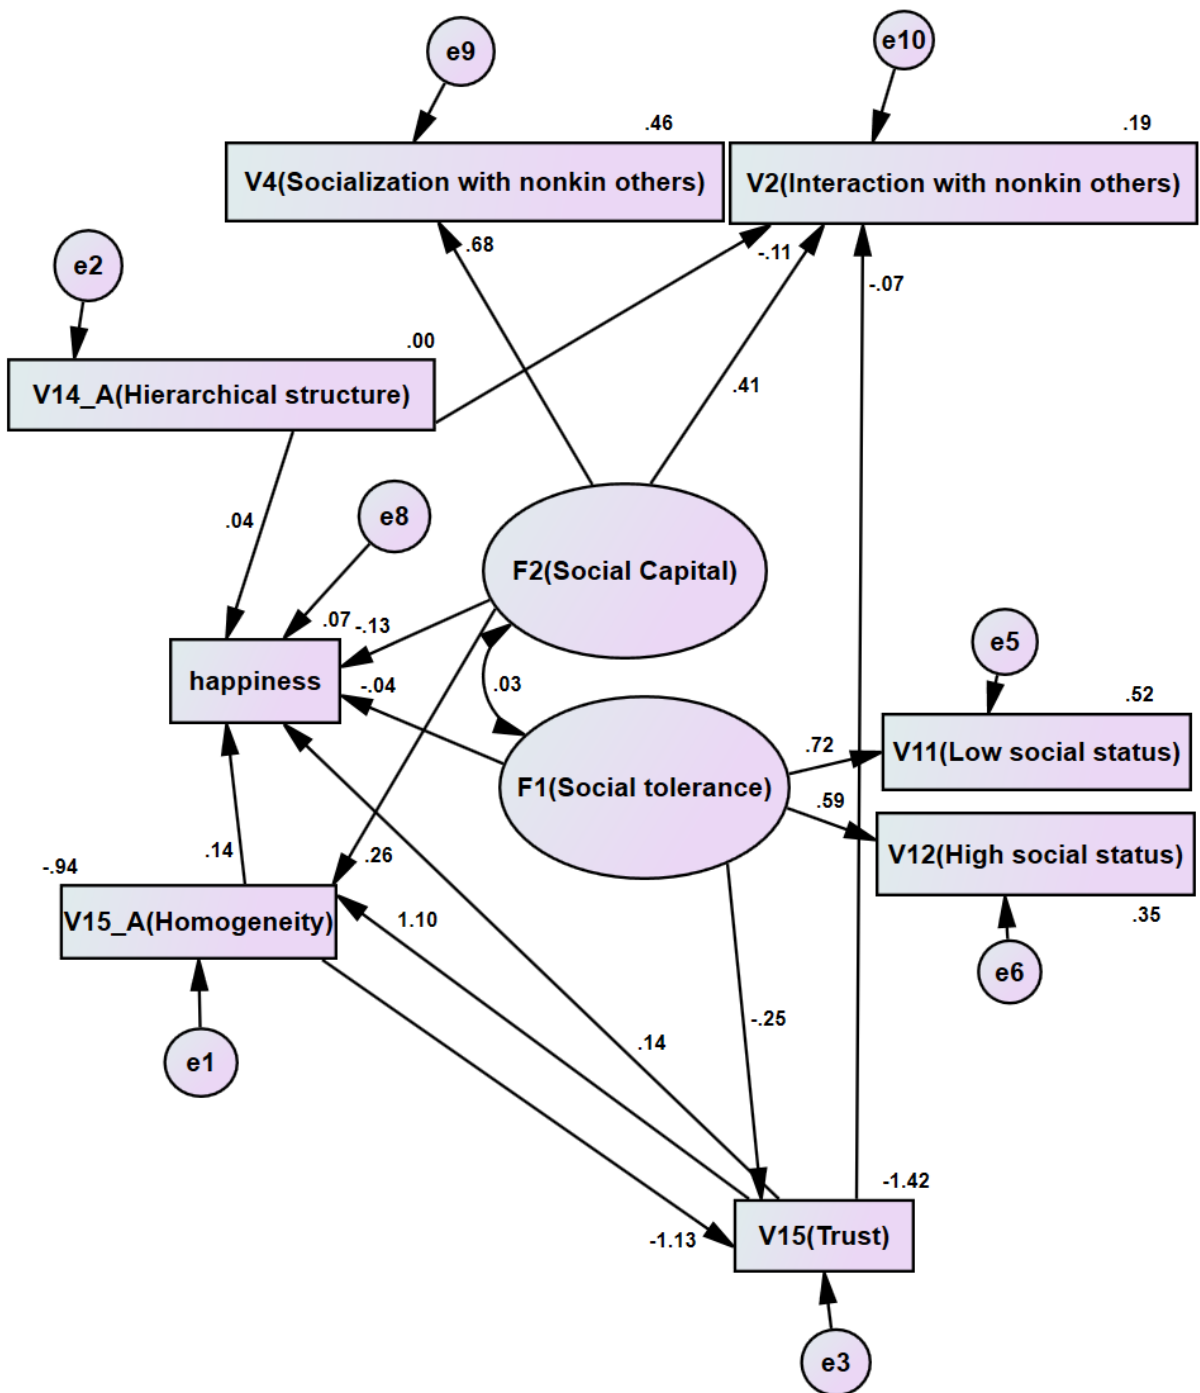 e9
e10
.46
.19
V4(Socialization with nonkin others)
V2(Interaction with nonkin others)
.68
-.11
e2
-.07
.00
V14_A(Hierarchical structure)
.41
.04
e8
F2(Social Capital)
.07
-.13
e5
happiness
-.04
.03
.52
.72
V11(Low social status)
F1(Social tolerance)
.59
.14
.26
V12(High social status)
-.94
V15_A(Homogeneity)
1.10
.35
e6
-.25
.14
e1
-1.42
-1.13
V15(Trust)
e3